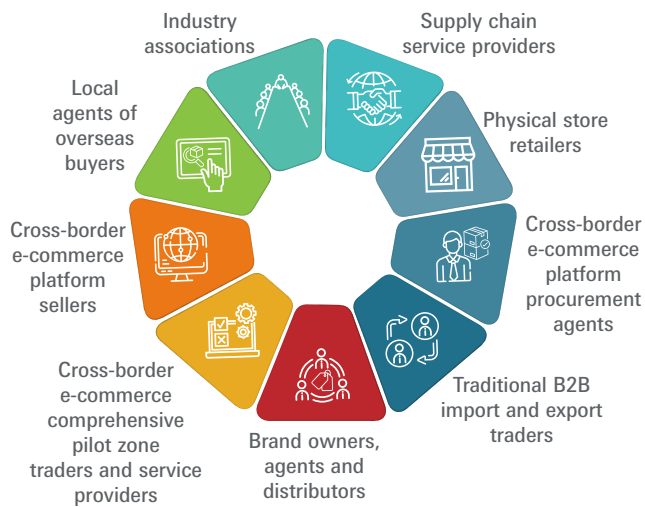 Industry
associations
Supply chain
service providers
Local
agents of
overseas
buyers
Physical store
retailers
Cross-border
e-commerce
platform
sellers
Cross-border
e-commerce
platform
procurement
agents
Cross-border
e-commerce
comprehensive
pilot zone
traders and service
providers
Brand owners,
agents and
distributors
Traditional B2B
import and export
traders